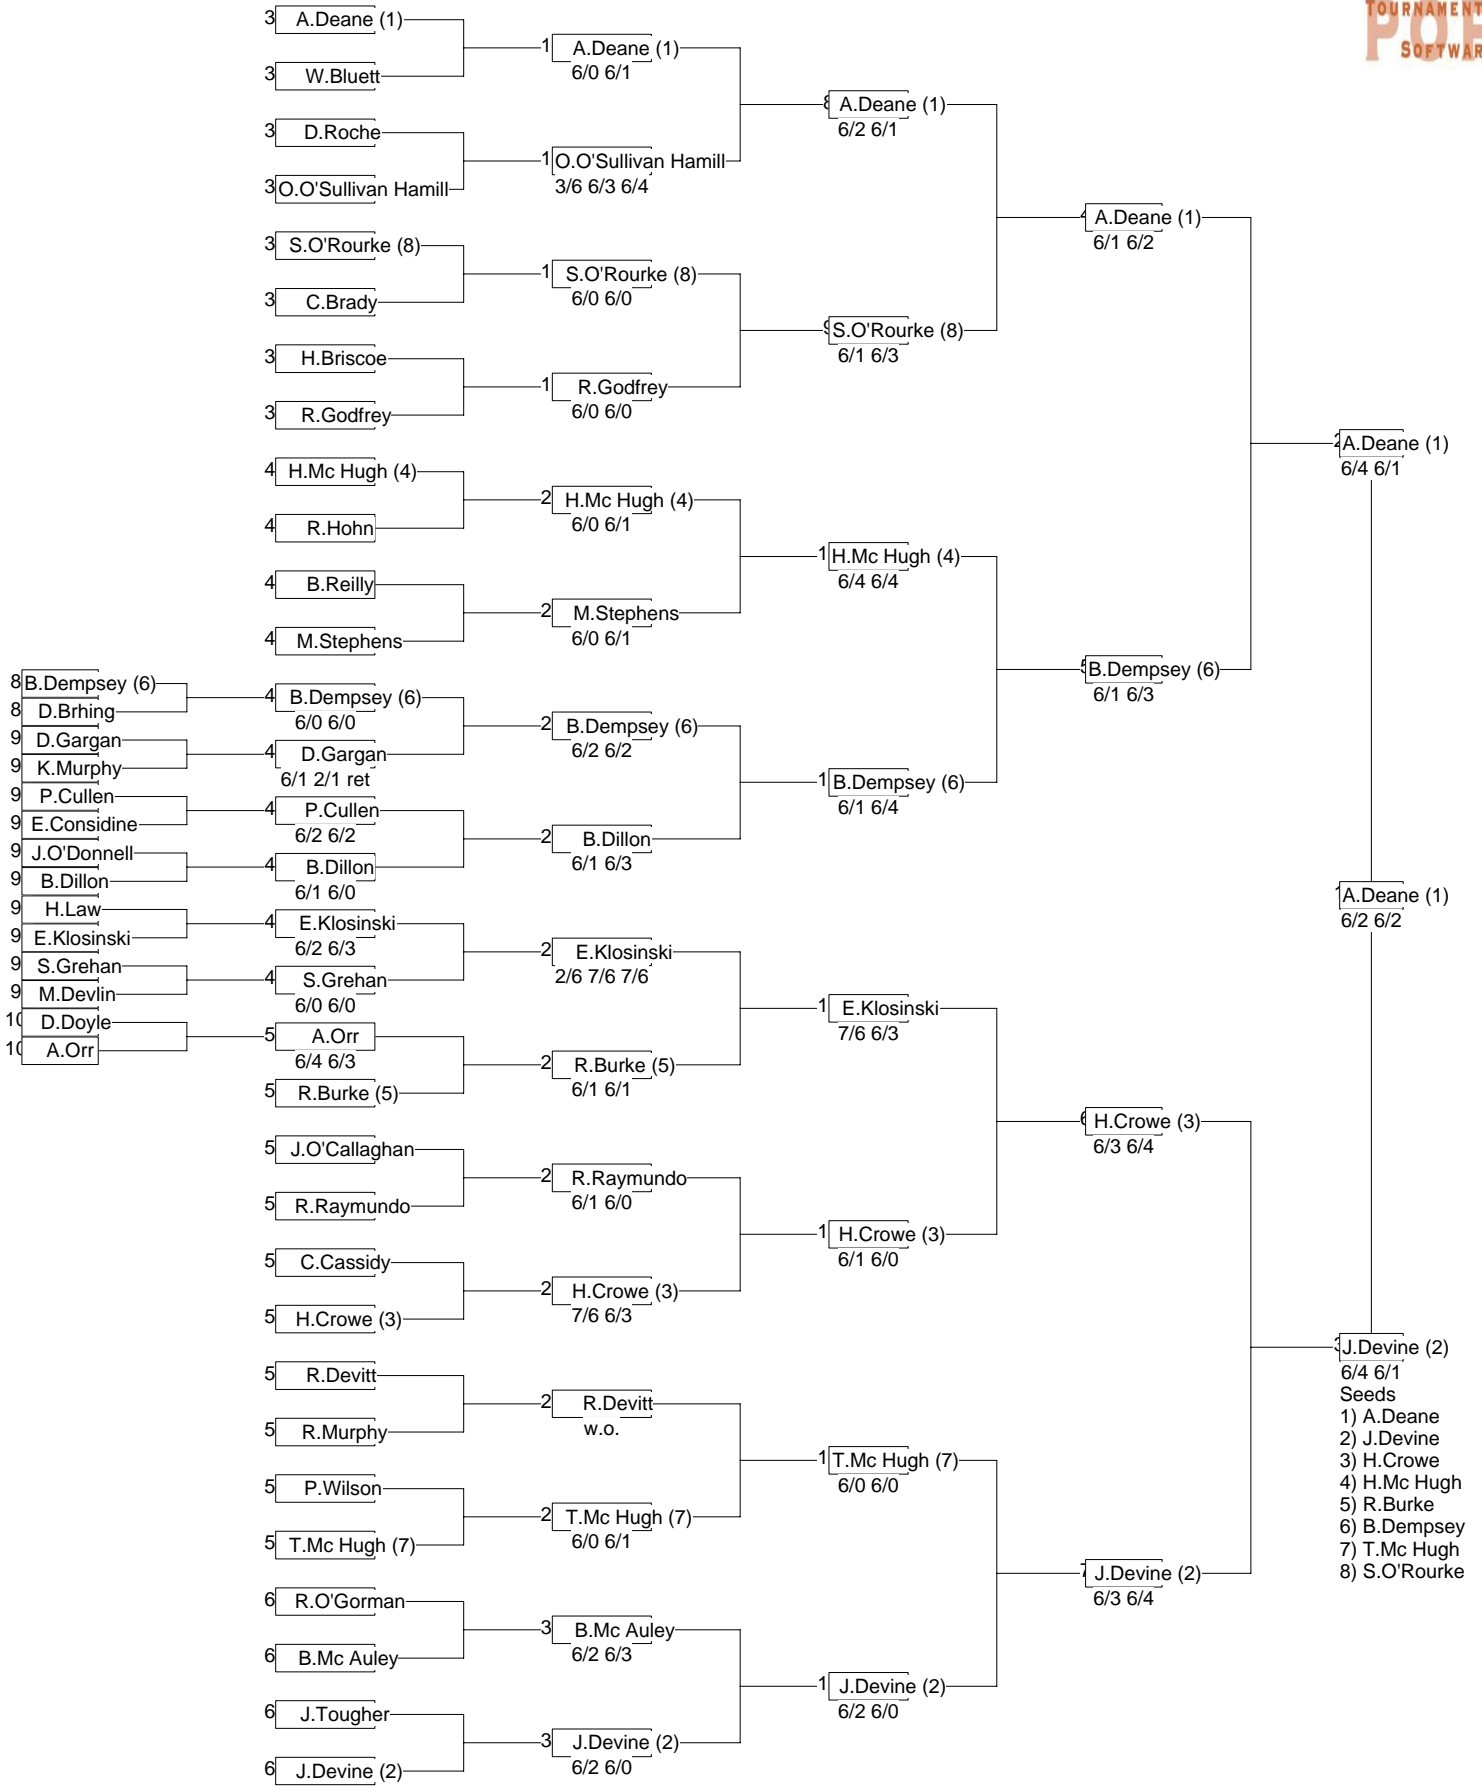 TOURNAMENT
SOFTWAR
3 A.Deane (1)
3 W.Bluett
3 D.Roche
3 O.O'Sullivan Hamill
3 S.O'Rourke (8)
3 C.Brady
3 H.Briscoe
3 R.Godfrey
4 H.Mc Hugh (4)
4 R.Hohn
4 B.Reilly
4 M.Stephens
8 B.Dempsey (6)
8 D.Brhing
9 D.Gargan
9 K.Murphy
9 P.Cullen
9 E.Considine
9 J.O'Donnell
9 B.Dillon
9 H.Law
9 E.Klosinski
9 S.Grehan
9 M.Devlin
10 D.Doyle
10 A.Orr
4 B.Dempsey (6)
6/0 6/0
4 D.Gargan
6/1 2/1 ret
4 P.Cullen
6/2 6/2
4 B.Dillon
6/1 6/0
4 E.Klosinski
6/2 6/3
4 S.Grehan
6/0 6/0
5 A.Orr
6/4 6/3
5 R.Burke (5)
5 J.O'Callaghan
5 R.Raymundo
5 C.Cassidy
5 H.Crowe (3)
5 R.Devitt
5 R.Murphy
5 P.Wilson
5 T.Mc Hugh (7)
6 R.O'Gorman
6 B.Mc Auley
6 J.Tougher
6 J.Devine (2)
1 A.Deane (1)
6/0 6/1
1 O.O'Sullivan Hamill
3/6 6/3 6/4
1 S.O'Rourke (8)
6/0 6/0
1 R.Godfrey
6/0 6/0
2 H.Mc Hugh (4)
6/0 6/1
2 M.Stephens
6/0 6/1
2 B.Dempsey (6)
6/2 6/2
2 B.Dillon
6/1 6/3
2 E.Klosinski
2/6 7/6 7/6
2 R.Burke (5)
6/1 6/1
2 R.Raymundo
6/1 6/0
2 H.Crowe (3)
7/6 6/3
2 R.Devitt
w.o.
2 T.Mc Hugh (7)
6/0 6/1
3 B.Mc Auley
6/2 6/3
3 J.Devine (2)
6/2 6/0
A.Deane (1)
6/2 6/1
S.O'Rourke (8)
6/1 6/3
1 H.Mc Hugh (4)
6/4 6/4
1 B.Dempsey (6)
6/1 6/4
1 E.Klosinski
7/6 6/3
1 H.Crowe (3)
6/1 6/0
1 T.Mc Hugh (7)
6/0 6/0
1 J.Devine (2)
6/2 6/0
A.Deane (1)
6/1 6/2
B.Dempsey (6)
6/1 6/3
H.Crowe (3)
6/3 6/4
J.Devine (2)
6/3 6/4
A.Deane (1)
6/4 6/1
A.Deane (1)
6/2 6/2
J.Devine (2)
6/4 6/1
Seeds
1) A.Deane
2) J.Devine
3) H.Crowe
4) H.Mc Hugh
5) R.Burke
6) B.Dempsey
7) T.Mc Hugh
8) S.O'Rourke